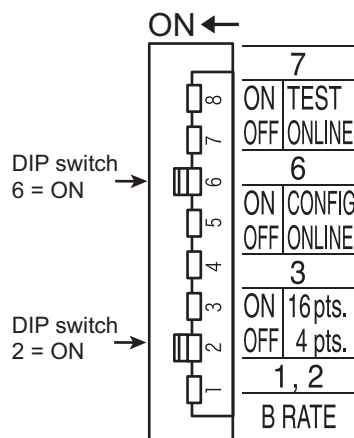 ON
7
ON TEST
OFF ONLINE
6
ON CONFIG
OFF ONLINE
3
ON 16 pts.
OFF 4 pts.
1, 2
B RATE
8
7
6
5
4
3
2
1
DIP switch
6 = ON
DIP switch
2 = ON